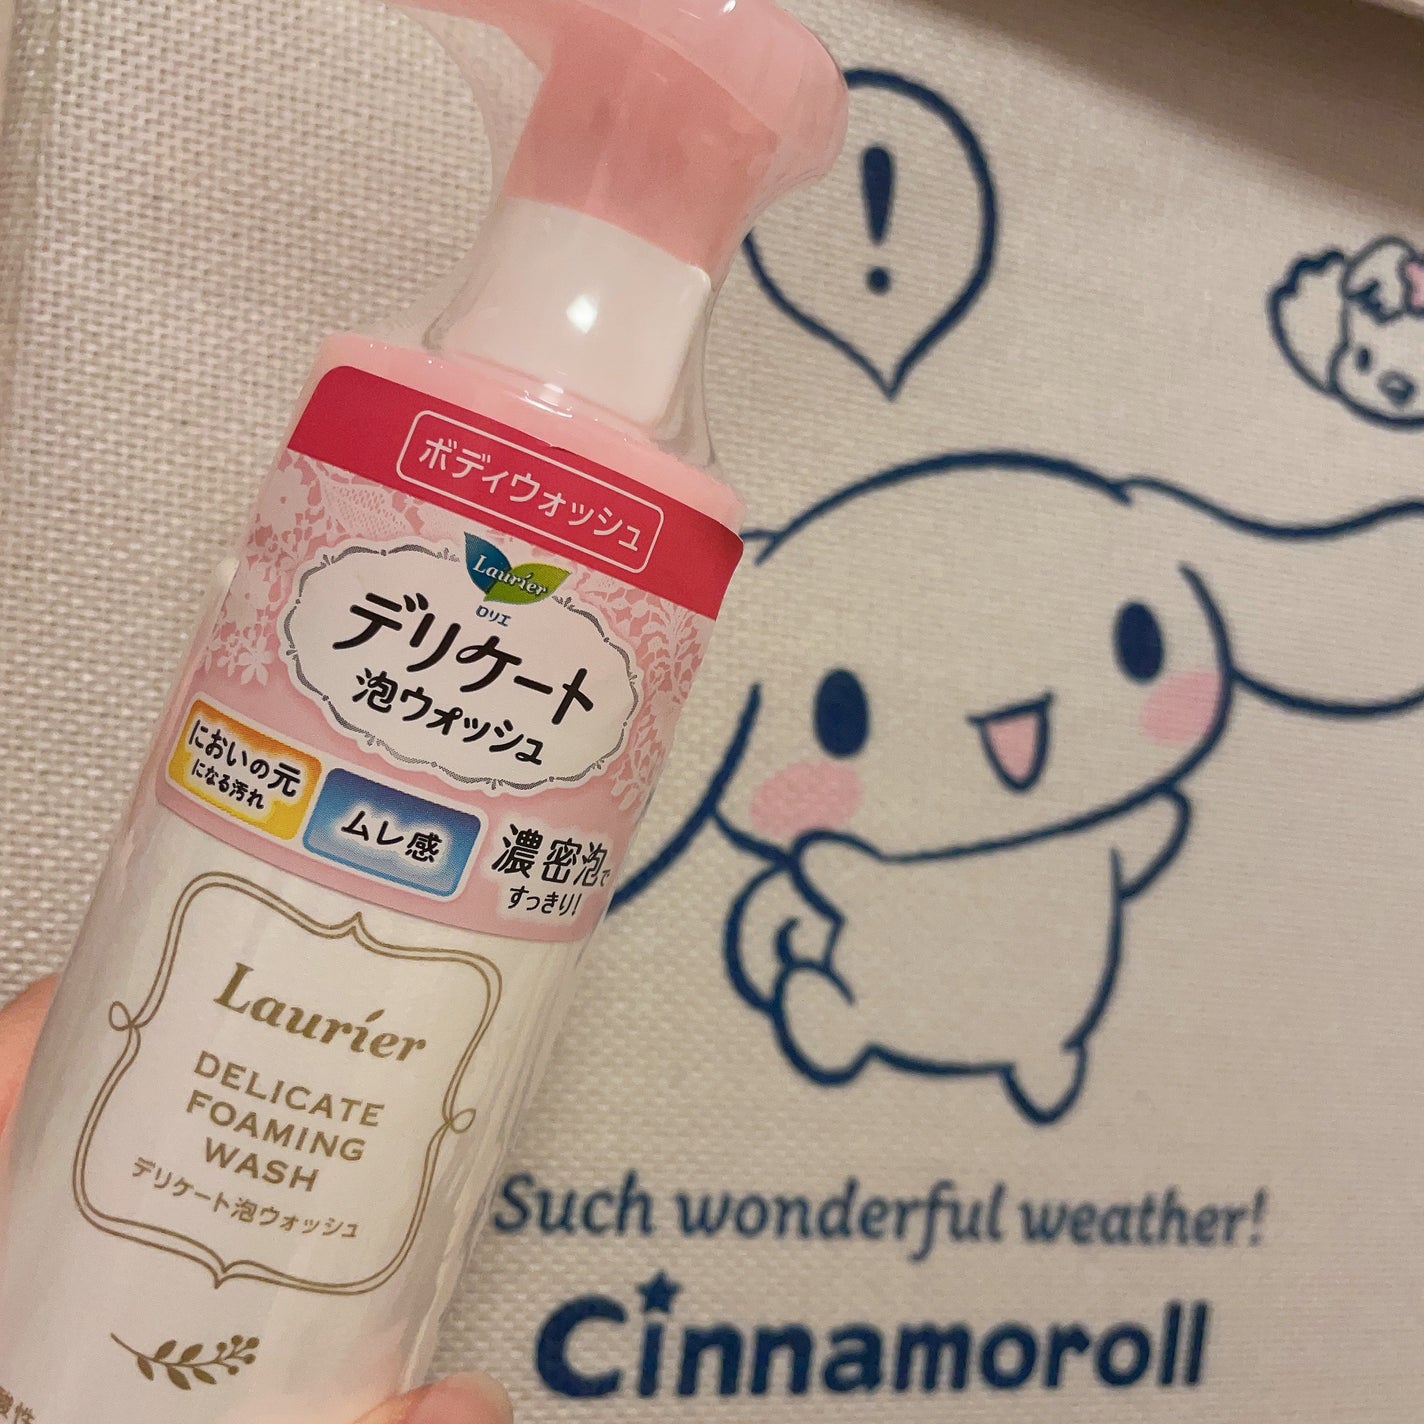 !
ボディウォッシュ
Laurier
ロリエ
デリケート
泡ウォッシュ
においの元
になる汚れ
ムレ感
濃密泡で
すっきり!
Laurier
DELICATE
FOAMING
WASH
デリケート泡ウォッシュ
酸性
Such wonderful weather!
Cinnamoroll